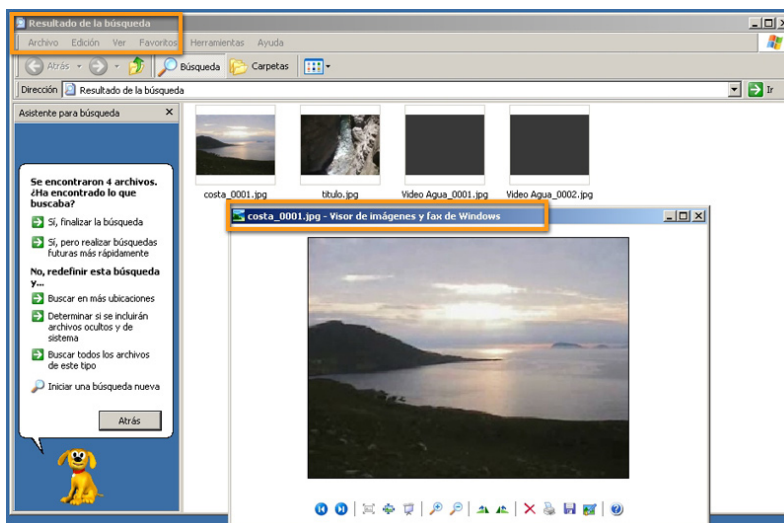 Resultado de la búsqueda
Archivo Edición Ver Favoritos Herramientas Ayuda
Atrás Búsqueda Carpetas
Dirección Resultado de la búsqueda Ir
Asistente para búsqueda
Se encontraron 4 archivos.
¿Ha encontrado lo que
buscaba?
Sí, finalizar la búsqueda
Sí, pero realizar búsquedas
futuras más rápidamente
No, redefinir esta búsqueda
y...
Buscar en más ubicaciones
Determinar si se incluirán
archivos ocultos y de
sistema
Buscar todos los archivos
de este tipo
Iniciar una búsqueda nueva
Atrás
costa_0001.jpg titulo.jpg Video Agua_0001.jpg Video Agua_0002.jpg
costa_0001.jpg - Visor de imágenes y fax de Windows